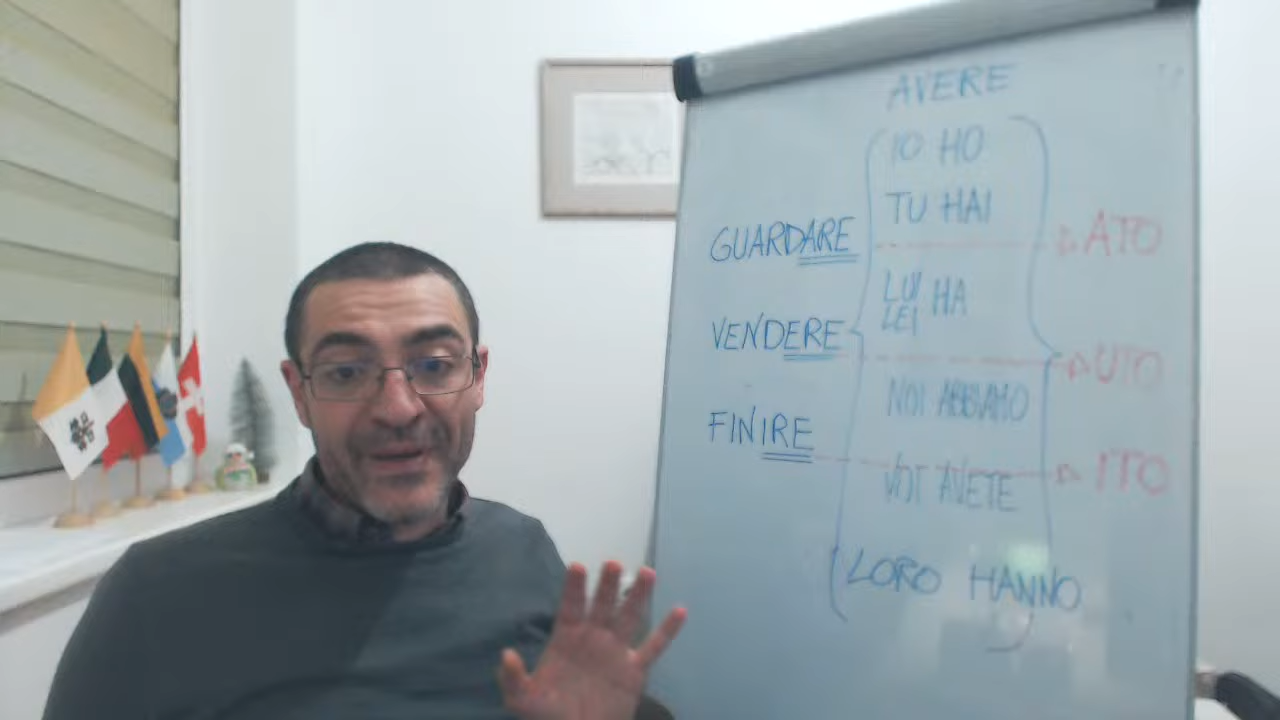 AVERE
IO HO
TU HAI
GUARDARE ATO
LUI HA
LEI
VENDERE UTO
NOI ABBIAMO
FINIRE ITO
VOI AVETE
LORO HANNO